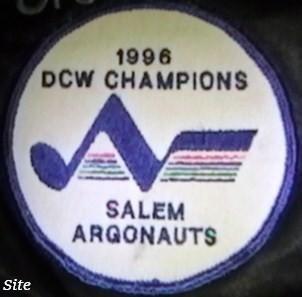 1996
DCW CHAMPIONS
SALEM
ARGONAUTS
Site